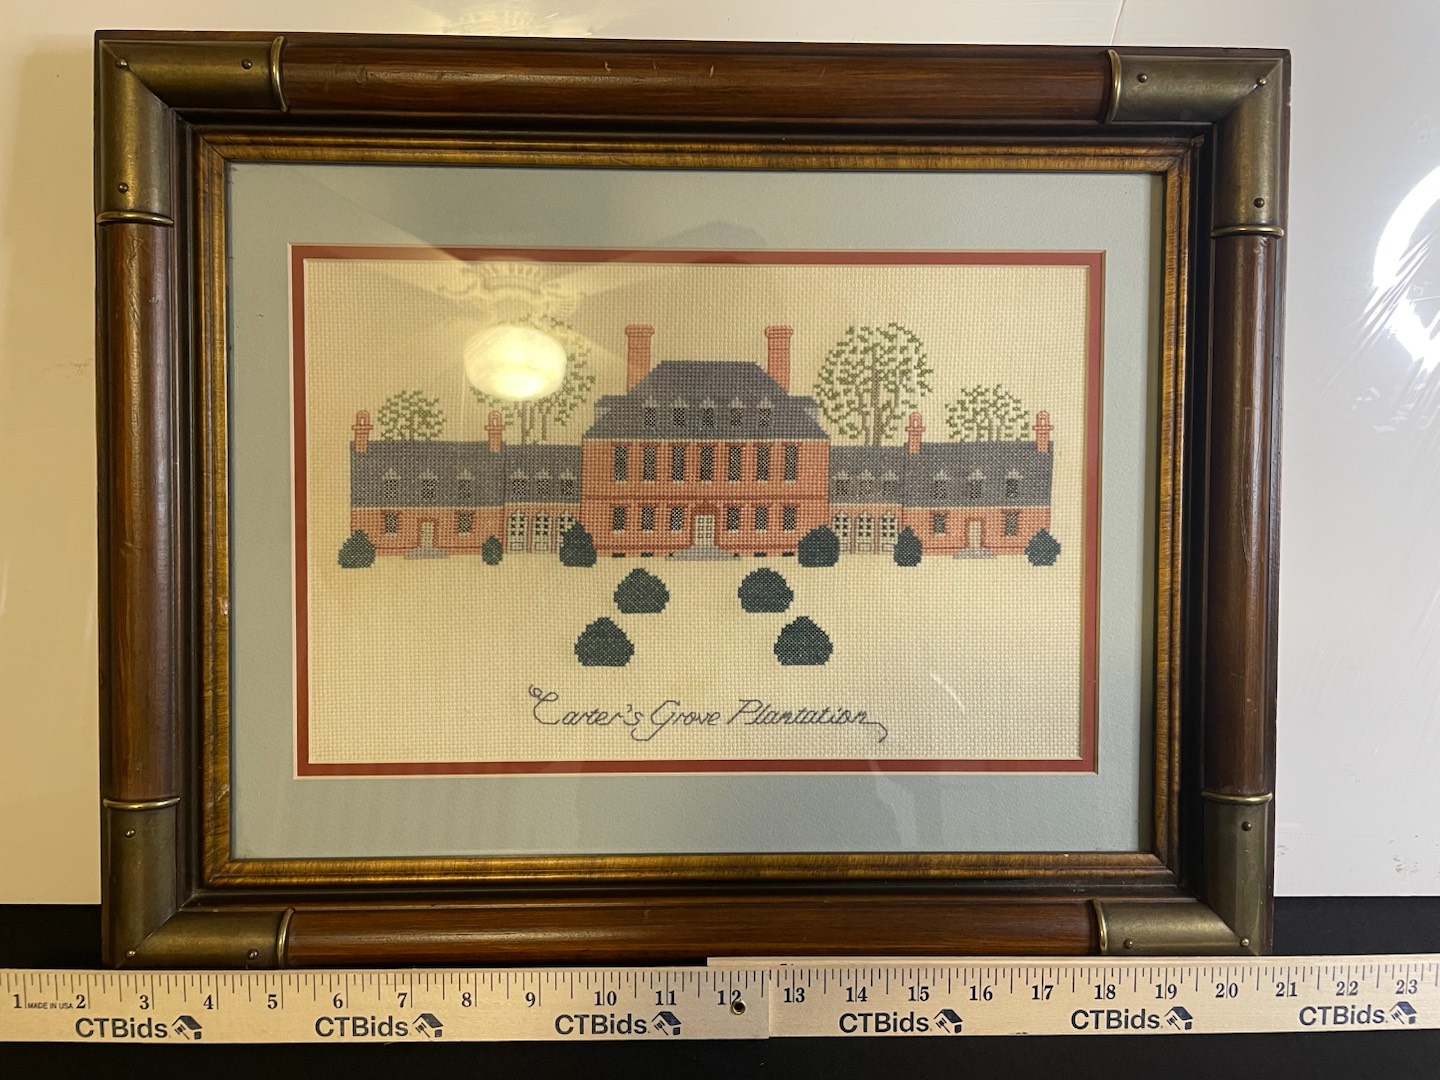 Carter's Grove Plantation
1 MADE IN USA 2 3 4 5 6 7 8 9 10 11 12 13 14 15 16 17 18 19 20 21 22 23
CTBids CTBids CTBids CTBids CTBids CTBids